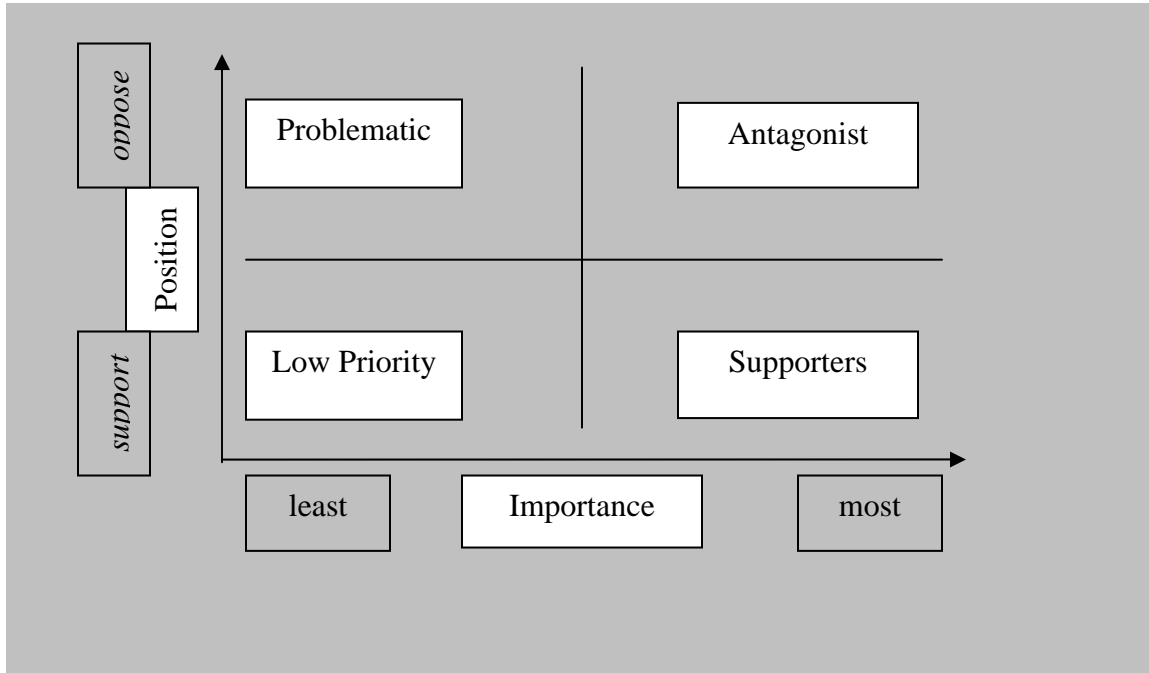 oppose
Problematic
Antagonist
Position
support
Low Priority
Supporters
least
Importance
most